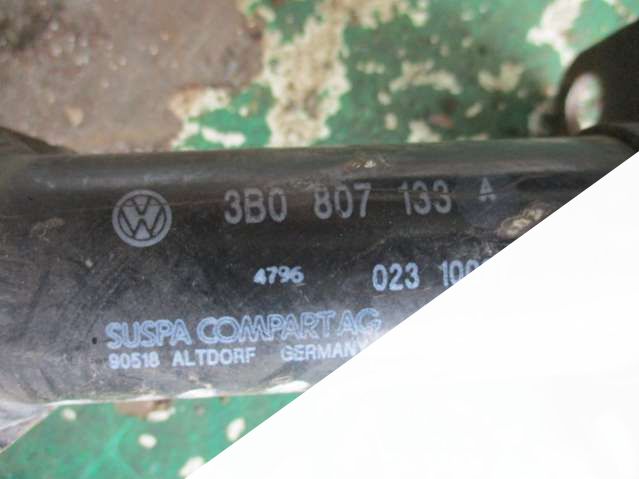 3B0 807 133 A
4796 023
SUSPA COMPART AG
90518 ALTDORF